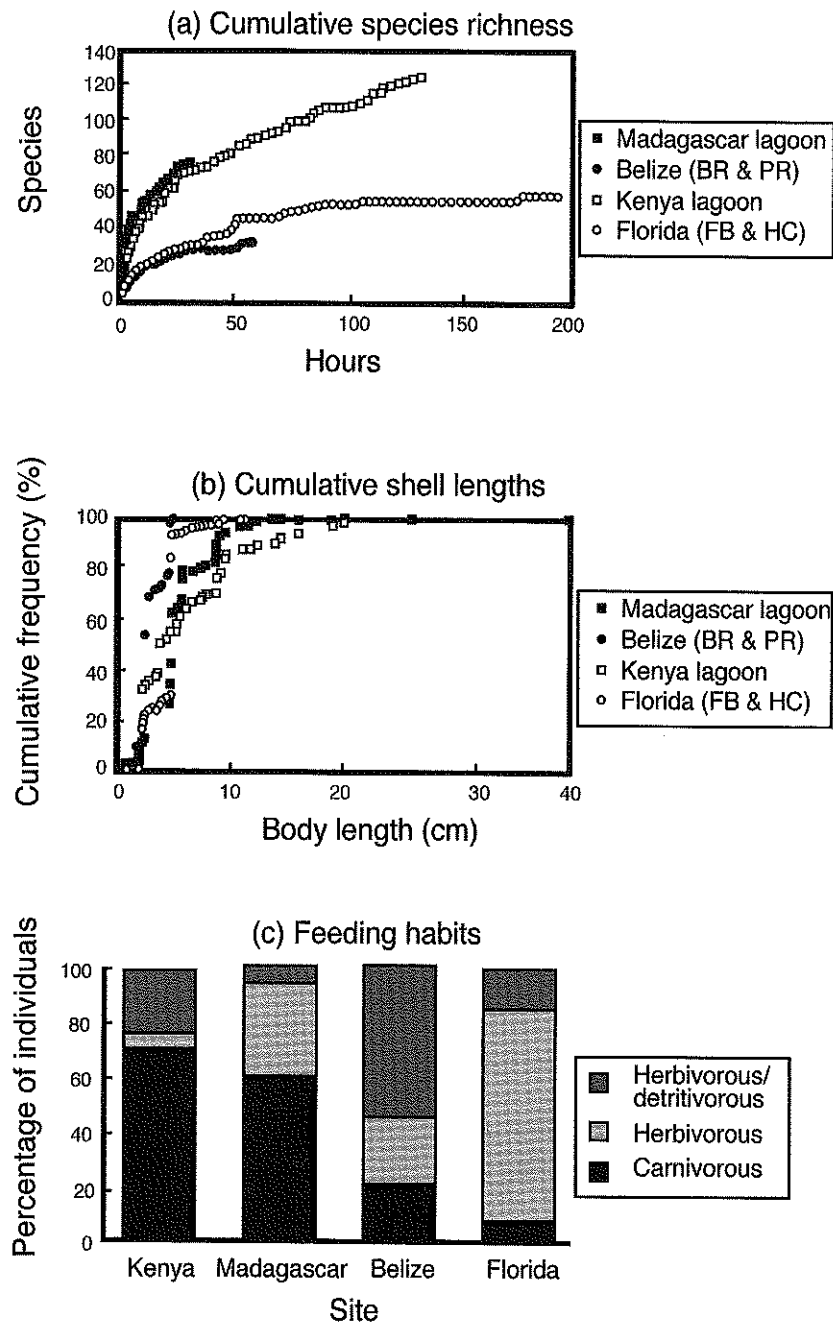 (a) Cumulative species richness
Species
140
120
100
80
60
40
20
0
0 50 100 150 200
Hours
Madagascar lagoon
Belize (BR & PR)
Kenya lagoon
Florida (FB & HC)
(b) Cumulative shell lengths
Cumulative frequency (%)
100
80
60
40
20
0
0 10 20 30 40
Body length (cm)
Madagascar lagoon
Belize (BR & PR)
Kenya lagoon
Florida (FB & HC)
(c) Feeding habits
Percentage of individuals
100
80
60
40
20
0
Kenya Madagascar Belize Florida
Site
Herbivorous/
detritivorous
Herbivorous
Carnivorous